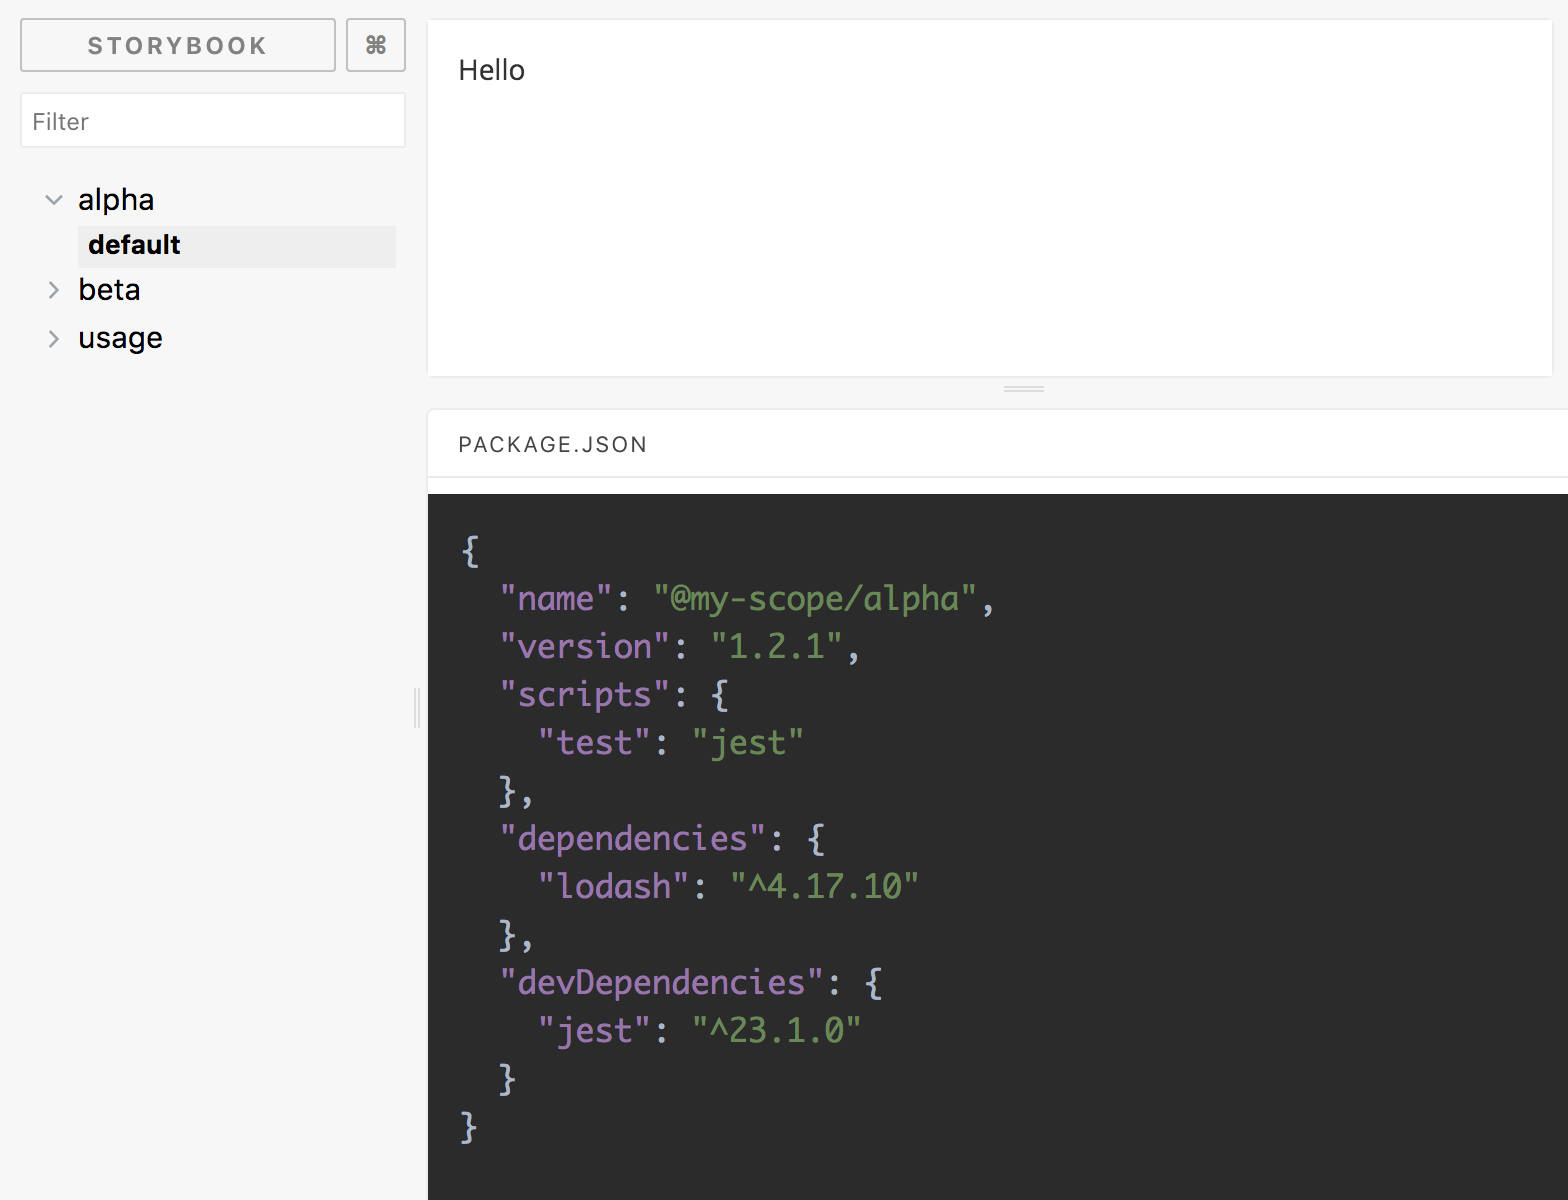 STORYBOOK ⌘
Filter
alpha
default
beta
usage
Hello
PACKAGE.JSON
{
  "name": "@my-scope/alpha",
  "version": "1.2.1",
  "scripts": {
    "test": "jest"
  },
  "dependencies": {
    "lodash": "^4.17.10"
  },
  "devDependencies": {
    "jest": "^23.1.0"
  }
}